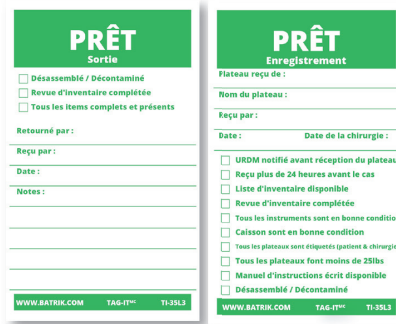 PRÊT
Sortie
Désassemblé / Décontaminé
Revue d'inventaire complétée
Tous les items complets et présents
Retourné par :
Reçu par :
Date :
Notes :
WWW.BATRIK.COM TAG-ITᴹᶜ TI-35L3
PRÊT
Enregistrement
Plateau reçu de :
Nom du plateau :
Reçu par :
Date : Date de la chirurgie :
URDM notifié avant réception du plateau
Reçu plus de 24 heures avant le cas
Liste d'inventaire disponible
Revue d'inventaire complétée
Tous les instruments sont en bonne conditio
Caisson sont en bonne condition
Tous les plateaux sont étiquetés (patient & chirurgie
Tous les plateaux font moins de 25lbs
Manuel d'instructions écrit disponible
Désassemblé / Décontaminé
WWW.BATRIK.COM TAG-ITᴹᶜ TI-35L3